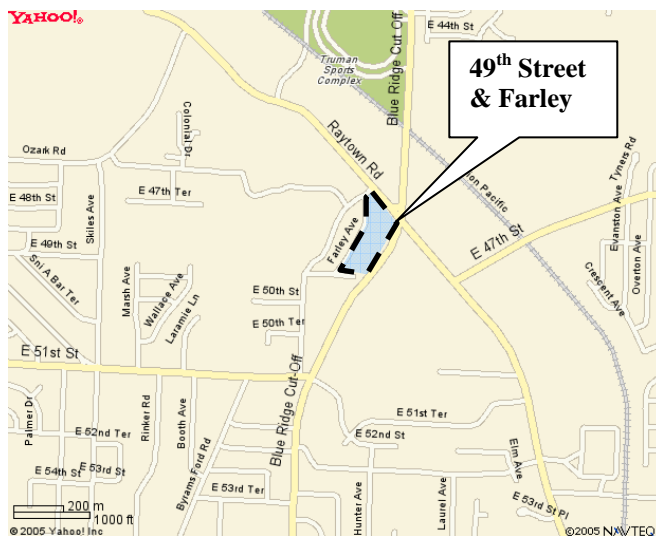 YAHOO!
E 44th St
Truman
Sports
Complex
Blue Ridge Cut Off
49th Street
& Farley
Colonial Dr
Raytown Rd
Ozark Rd
E 47th Ter
Union Pacific
Tyners Rd
Evanston Ave
Overton Ave
E 48th St
Skiles Ave
E 49th St
Farley Ave
E 47th St
Sni A Bar Ter
Marsh Ave
Wallace Ave
Laramie Ln
E 50th St
E 50th Ter
Crescent Ave
E 51st St
Blue Ridge Cut-Off
Palmer Dr
Rinker Rd
Booth Ave
Byrams Ford Rd
E 51st Ter
E 52nd Ter
E 52nd St
E 54th St
E 53rd St
E 53rd Ter
Hunter Ave
Laurel Ave
Elm Ave
E 53rd St Pl
200 m
1000 ft
©2005 Yahoo! Inc
©2005 NAVTEQ